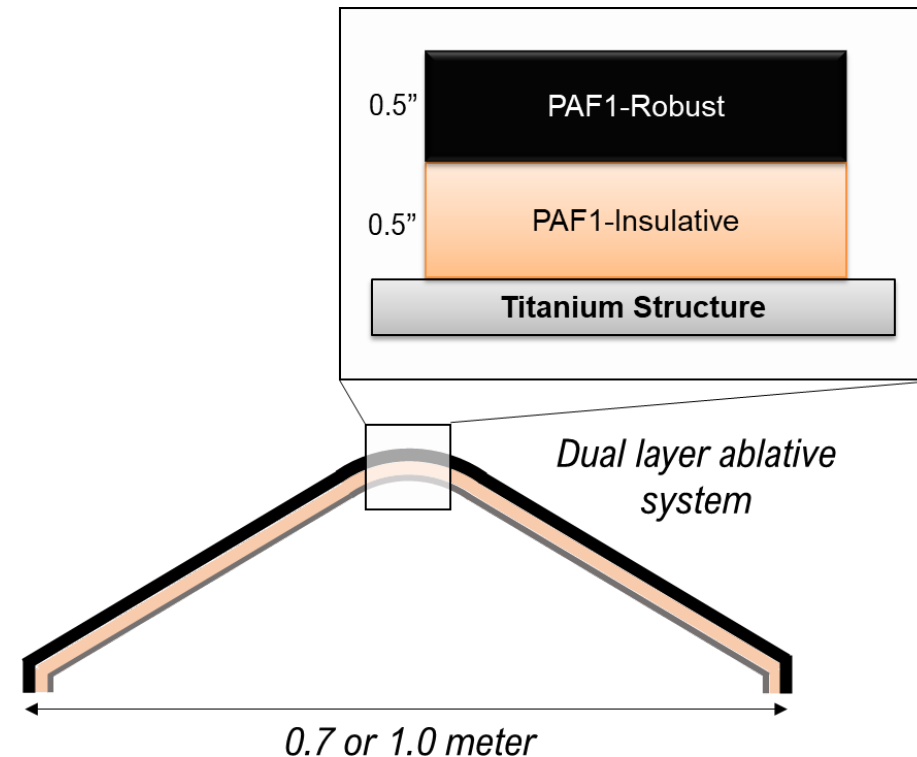 0.5”
PAF1-Robust
0.5”
PAF1-Insulative
Titanium Structure
Dual layer ablative
system
0.7 or 1.0 meter